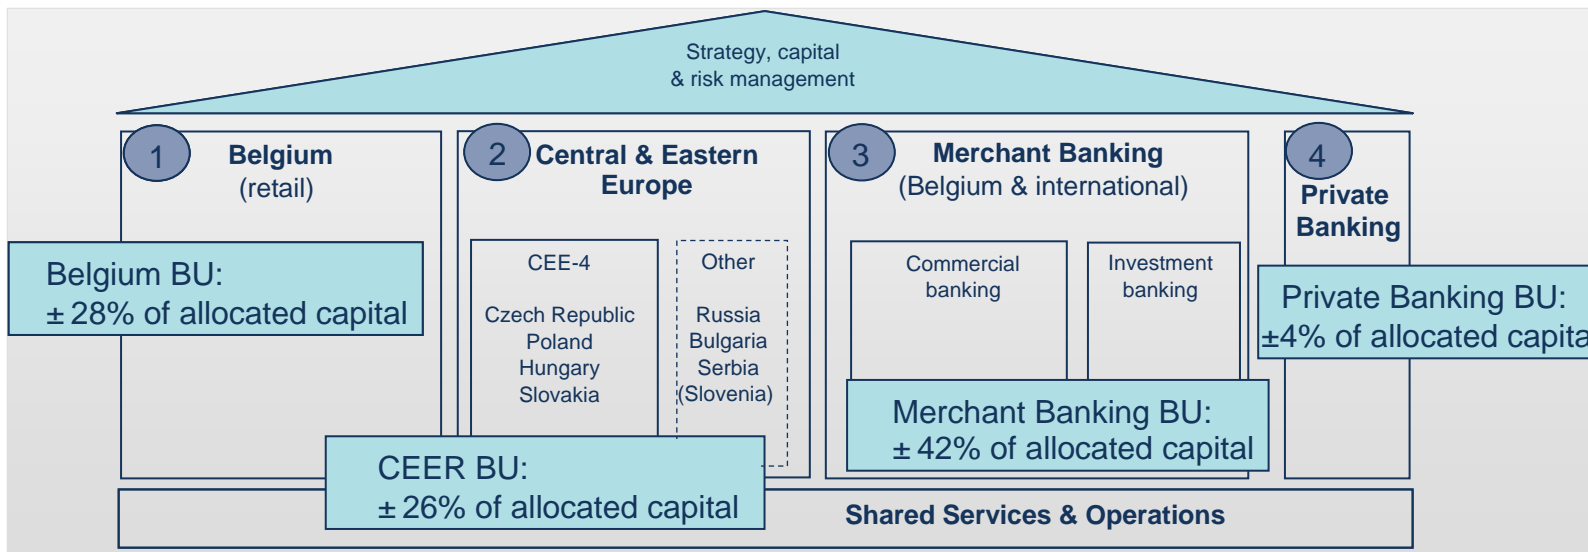 Strategy, capital
& risk management
1
Belgium
(retail)
Belgium BU:
± 28% of allocated capital
2
Central & Eastern
Europe
CEE-4
Czech Republic
Poland
Hungary
Slovakia
Other
Russia
Bulgaria
Serbia
(Slovenia)
CEER BU:
± 26% of allocated capital
3
Merchant Banking
(Belgium & international)
Commercial
banking
Investment
banking
Merchant Banking BU:
± 42% of allocated capital
4
Private
Banking
Private Banking BU:
±4% of allocated capita
Shared Services & Operations